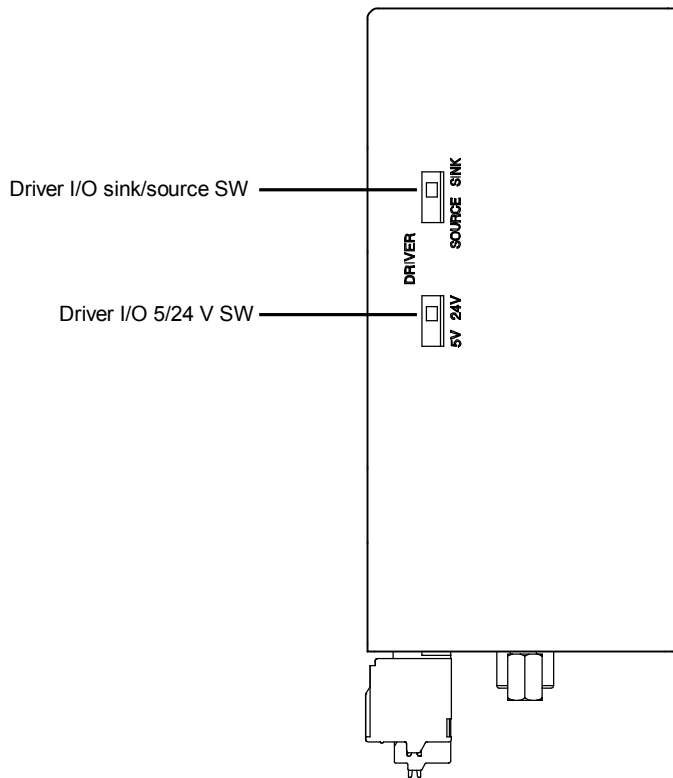 Driver I/O sink/source SW
SOURCE SINK
DRIVER
Driver I/O 5/24 V SW
5V 24V